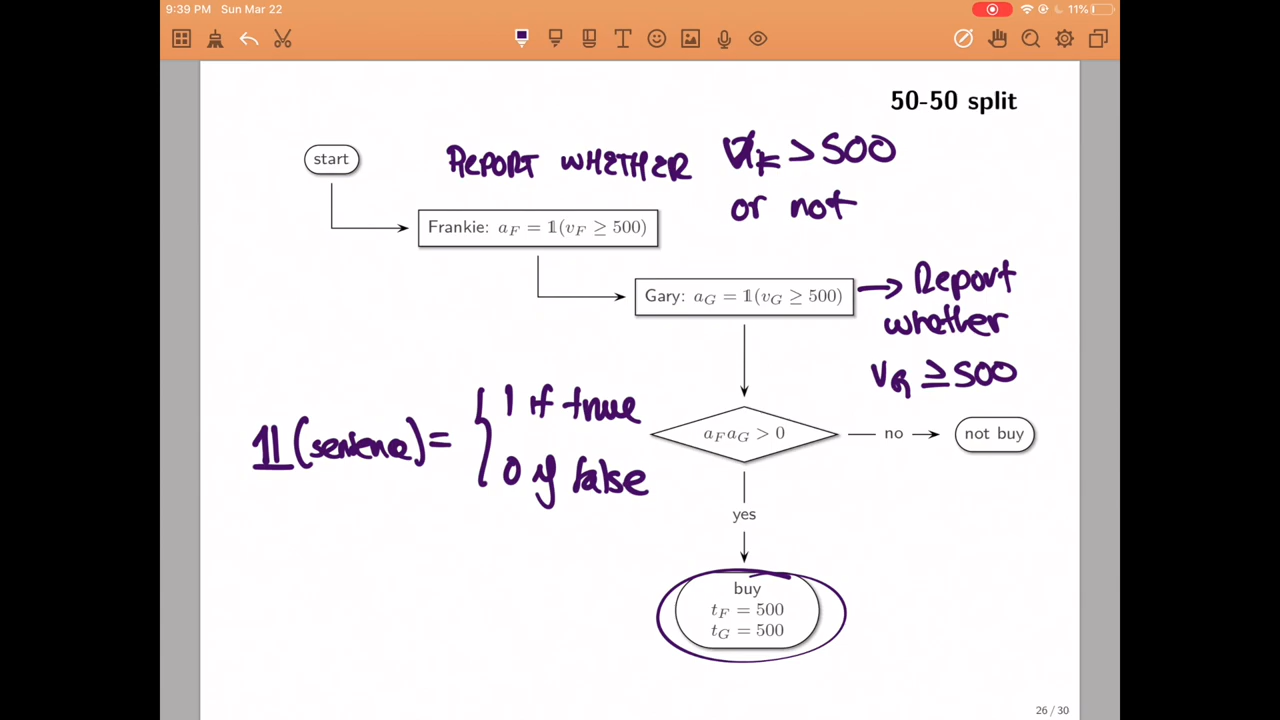 9:39 PM Sun Mar 22
11%
50-50 split
start
REPORT WHETHER v_F > 500
or not
Frankie: a_F = 𝟙(v_F ≥ 500)
Gary: a_G = 𝟙(v_G ≥ 500)
→ Report
whether
v_G ≥ 500
𝟙(sentence) = { 1 if true
0 if false
a_F a_G > 0
no
not buy
yes
buy
t_F = 500
t_G = 500
26 / 30